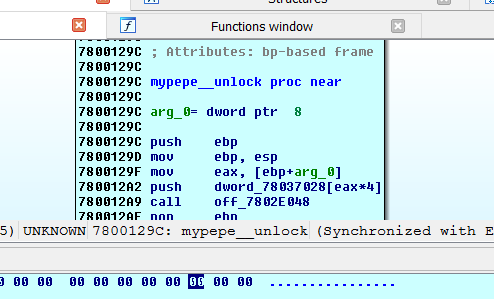 Structures
Functions window
7800129C
7800129C ; Attributes: bp-based frame
7800129C
7800129C mypepe__unlock proc near
7800129C
7800129C arg_0= dword ptr  8
7800129C
7800129C push    ebp
7800129D mov     ebp, esp
7800129F mov     eax, [ebp+arg_0]
780012A2 push    dword_78037028[eax*4]
780012A9 call    off_7802E048
780012AF pop     ebp
5) UNKNOWN 7800129C: mypepe__unlock (Synchronized with E
0 00 00  00 00 00 00 00 00 00 00 ................